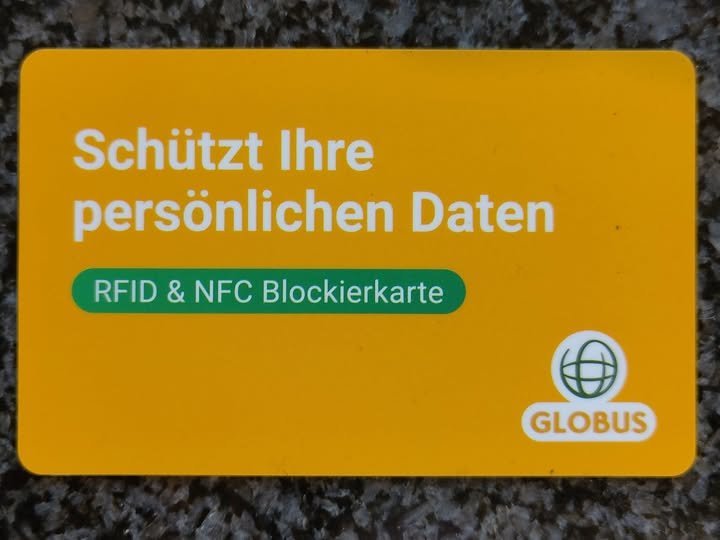 Schützt Ihre
persönlichen Daten
RFID & NFC Blockierkarte
GLOBUS